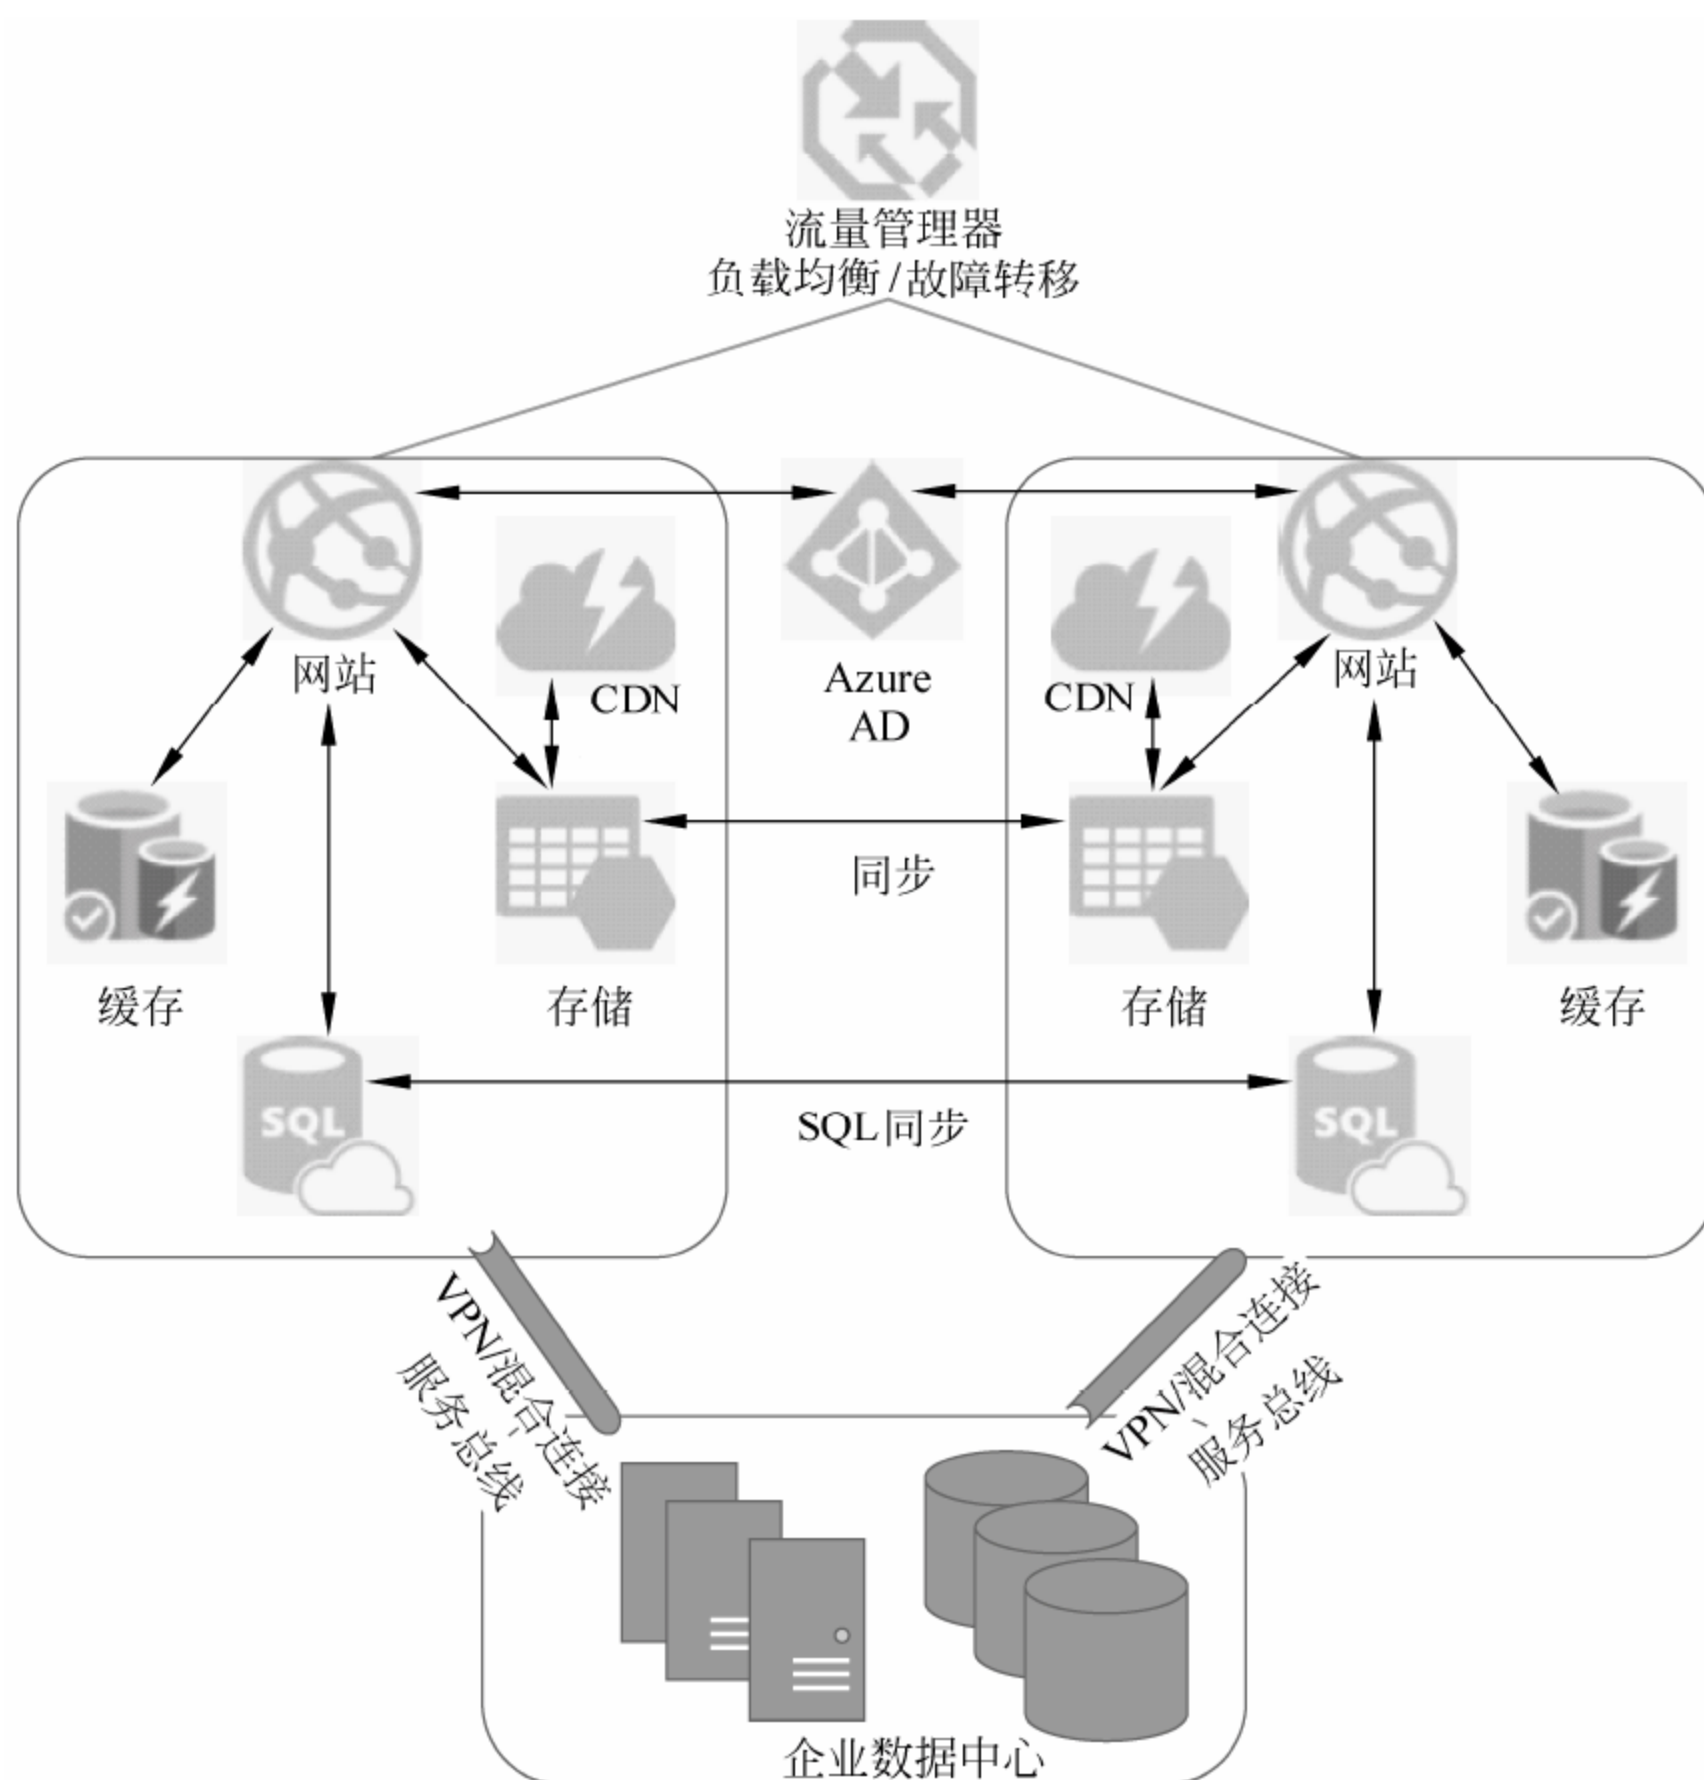 流量管理器
负载均衡/故障转移
网站
CDN
Azure
AD
CDN
网站
同步
缓存
存储
存储
缓存
SQL
SQL同步
SQL
VPN/混合连接、
服务总线
VPN/混合连接、
服务总线
企业数据中心